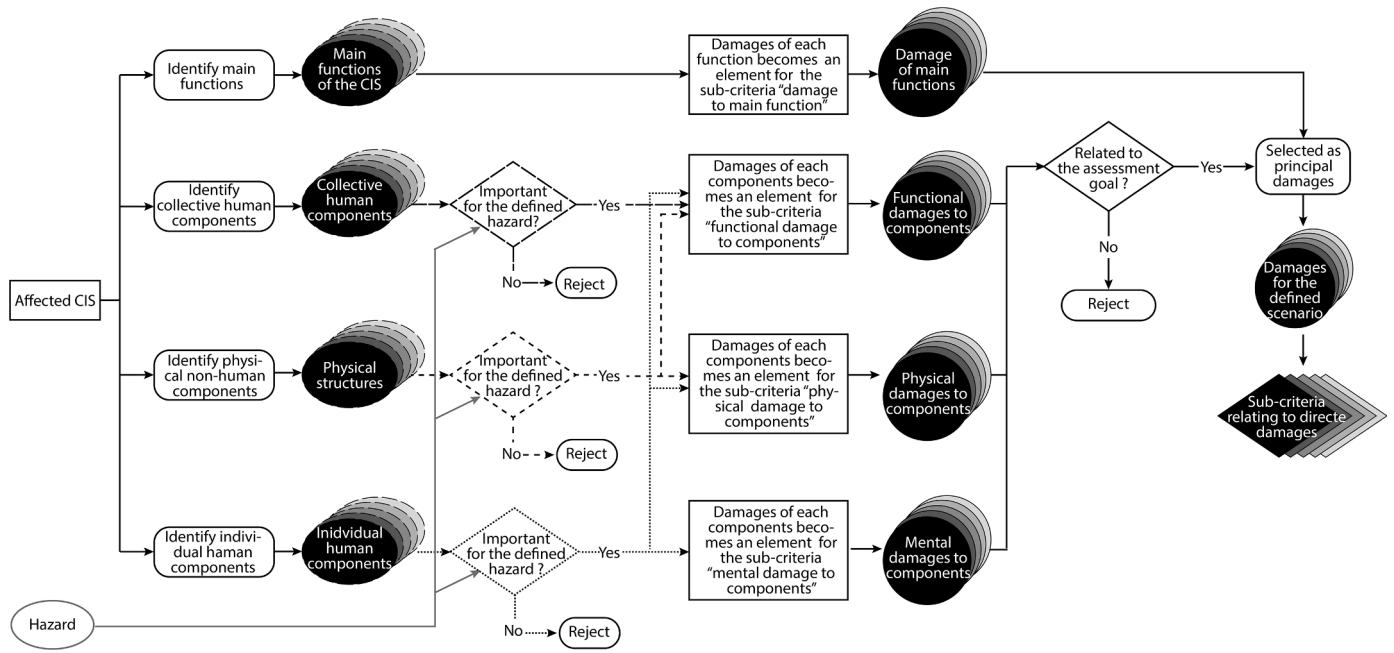 Identify main
functions
Main
functions
of the CIS
Damages of each
function becomes an
element for the
sub-criteria “damage
to main function”
Damage
of main
functions
Identify
collective human
components
Collective
human
components
Important
for the defined
hazard?
Yes
No
Reject
Damages of each
components beco-
mes an element for
the sub-criteria
“functional damage
to components”
Functional
damages to
components
Related to
the assessment
goal ?
Yes
No
Reject
Selected as
principal
damages
Damages
for the
defined
scenario
Sub-criteria
relating to directe
damages
Affected CIS
Identify physi-
cal non-human
components
Physical
structures
Important
for the defined
hazard ?
Yes
No
Reject
Damages of each
components beco-
mes an element for
the sub-criteria “phy-
sical damage to
components”
Physical
damages to
components
Identify indivi-
dual haman
components
Inidvidual
human
components
Important
for the defined
hazard ?
Yes
No
Reject
Damages of each
components beco-
mes an element for
the sub-criteria
“mental damage to
components”
Mental
damages to
components
Hazard